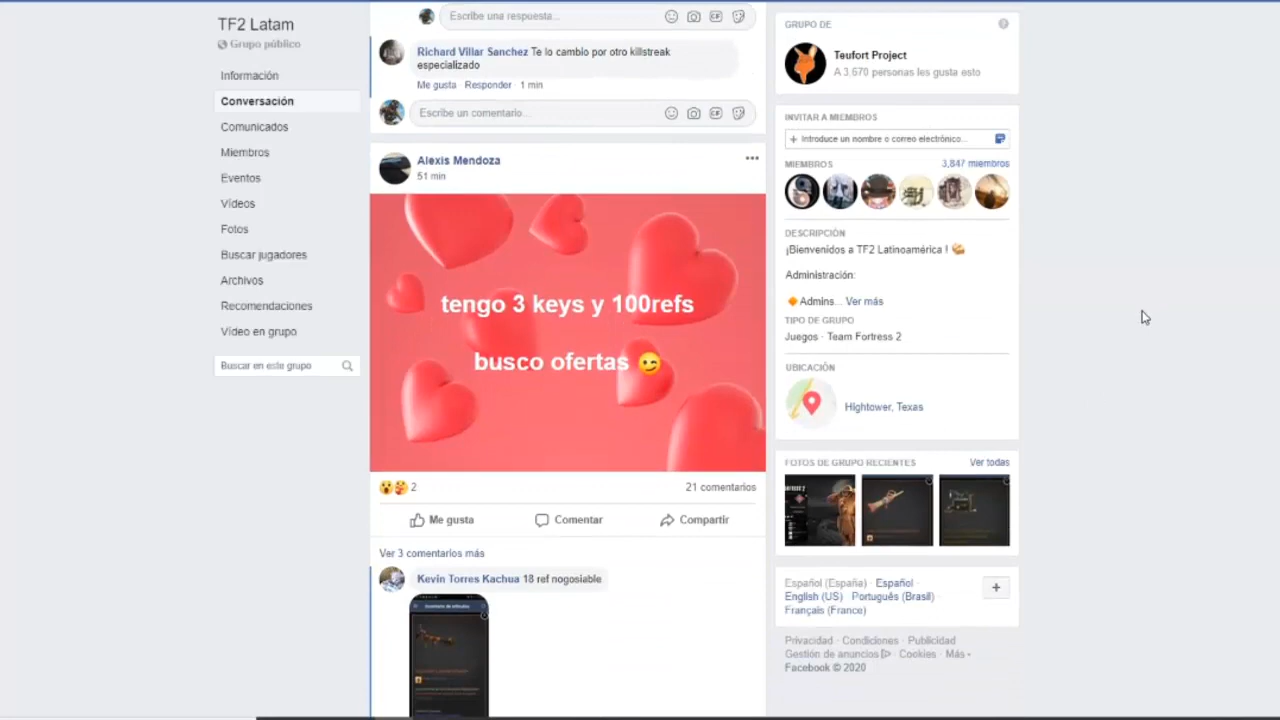 TF2 Latam
Grupo público
Información
Conversación
Comunicados
Miembros
Eventos
Vídeos
Fotos
Buscar jugadores
Archivos
Recomendaciones
Vídeo en grupo
Buscar en este grupo
Escribe una respuesta...
Richard Villar Sanchez Te lo cambio por otro killstreak
especializado
Me gusta · Responder · 1 min
Escribe un comentario...
Alexis Mendoza
51 min
tengo 3 keys y 100refs
busco ofertas
2
21 comentarios
Me gusta
Comentar
Compartir
Ver 3 comentarios más
Kevin Torres Kachua 18 ref nogosiable
GRUPO DE
Teufort Project
A 3,670 personas les gusta esto
INVITAR A MIEMBROS
+ Introduce un nombre o correo electrónico...
MIEMBROS
3,847 miembros
DESCRIPCIÓN
¡Bienvenidos a TF2 Latinoamérica !
Administración:
Admins... Ver más
TIPO DE GRUPO
Juegos · Team Fortress 2
UBICACIÓN
Hightower, Texas
FOTOS DE GRUPO RECIENTES
Ver todas
Español (España) · Español ·
English (US) · Português (Brasil) ·
Français (France)
Privacidad · Condiciones · Publicidad
Gestión de anuncios · Cookies · Más
Facebook © 2020